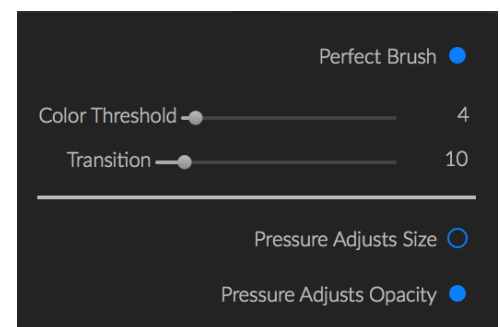 Perfect Brush
Color Threshold 4
Transition 10
Pressure Adjusts Size
Pressure Adjusts Opacity